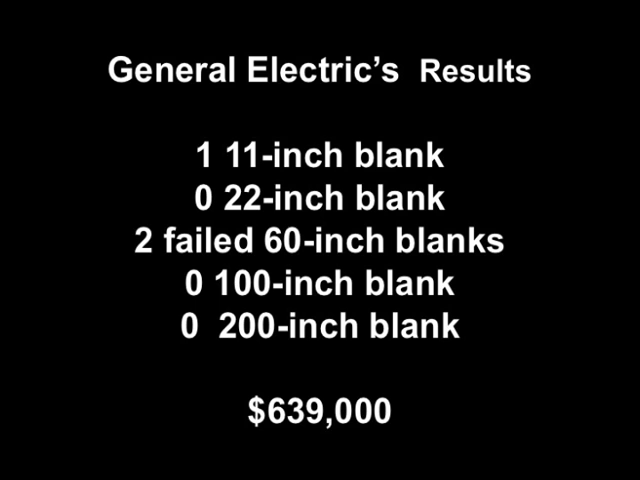 General Electric’s  Results
1 11-inch blank
0 22-inch blank
2 failed 60-inch blanks
0 100-inch blank
0  200-inch blank
$639,000